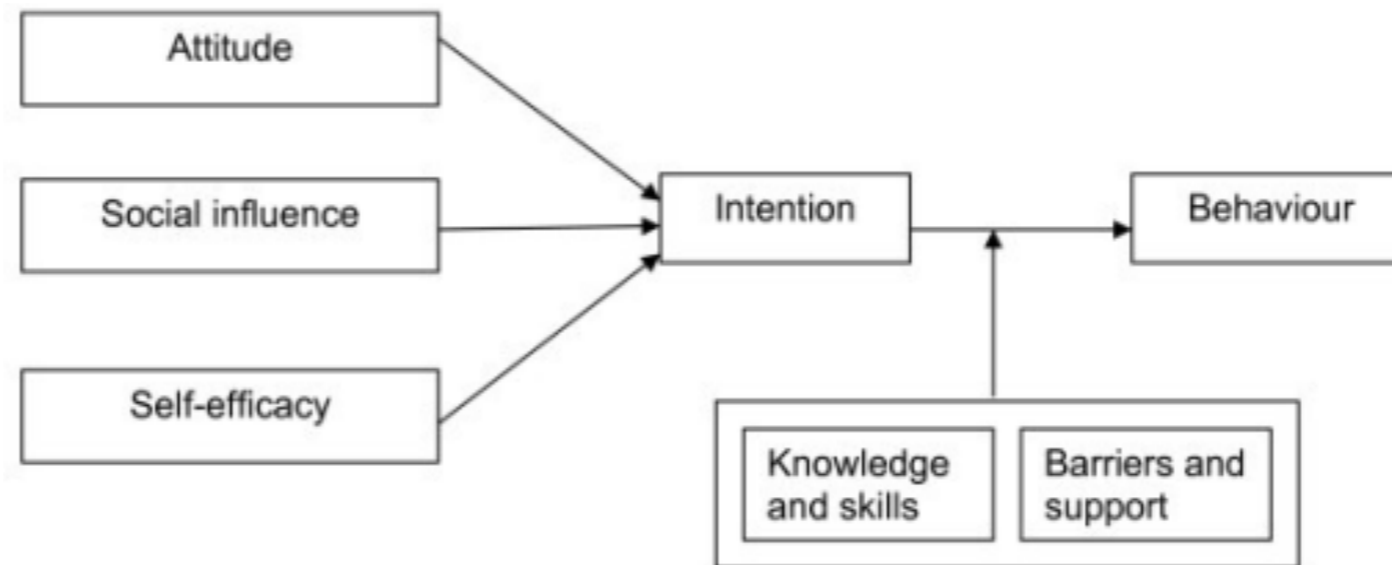 Attitude
Social influence
Self-efficacy
Intention
Behaviour
Knowledge
and skills
Barriers and
support